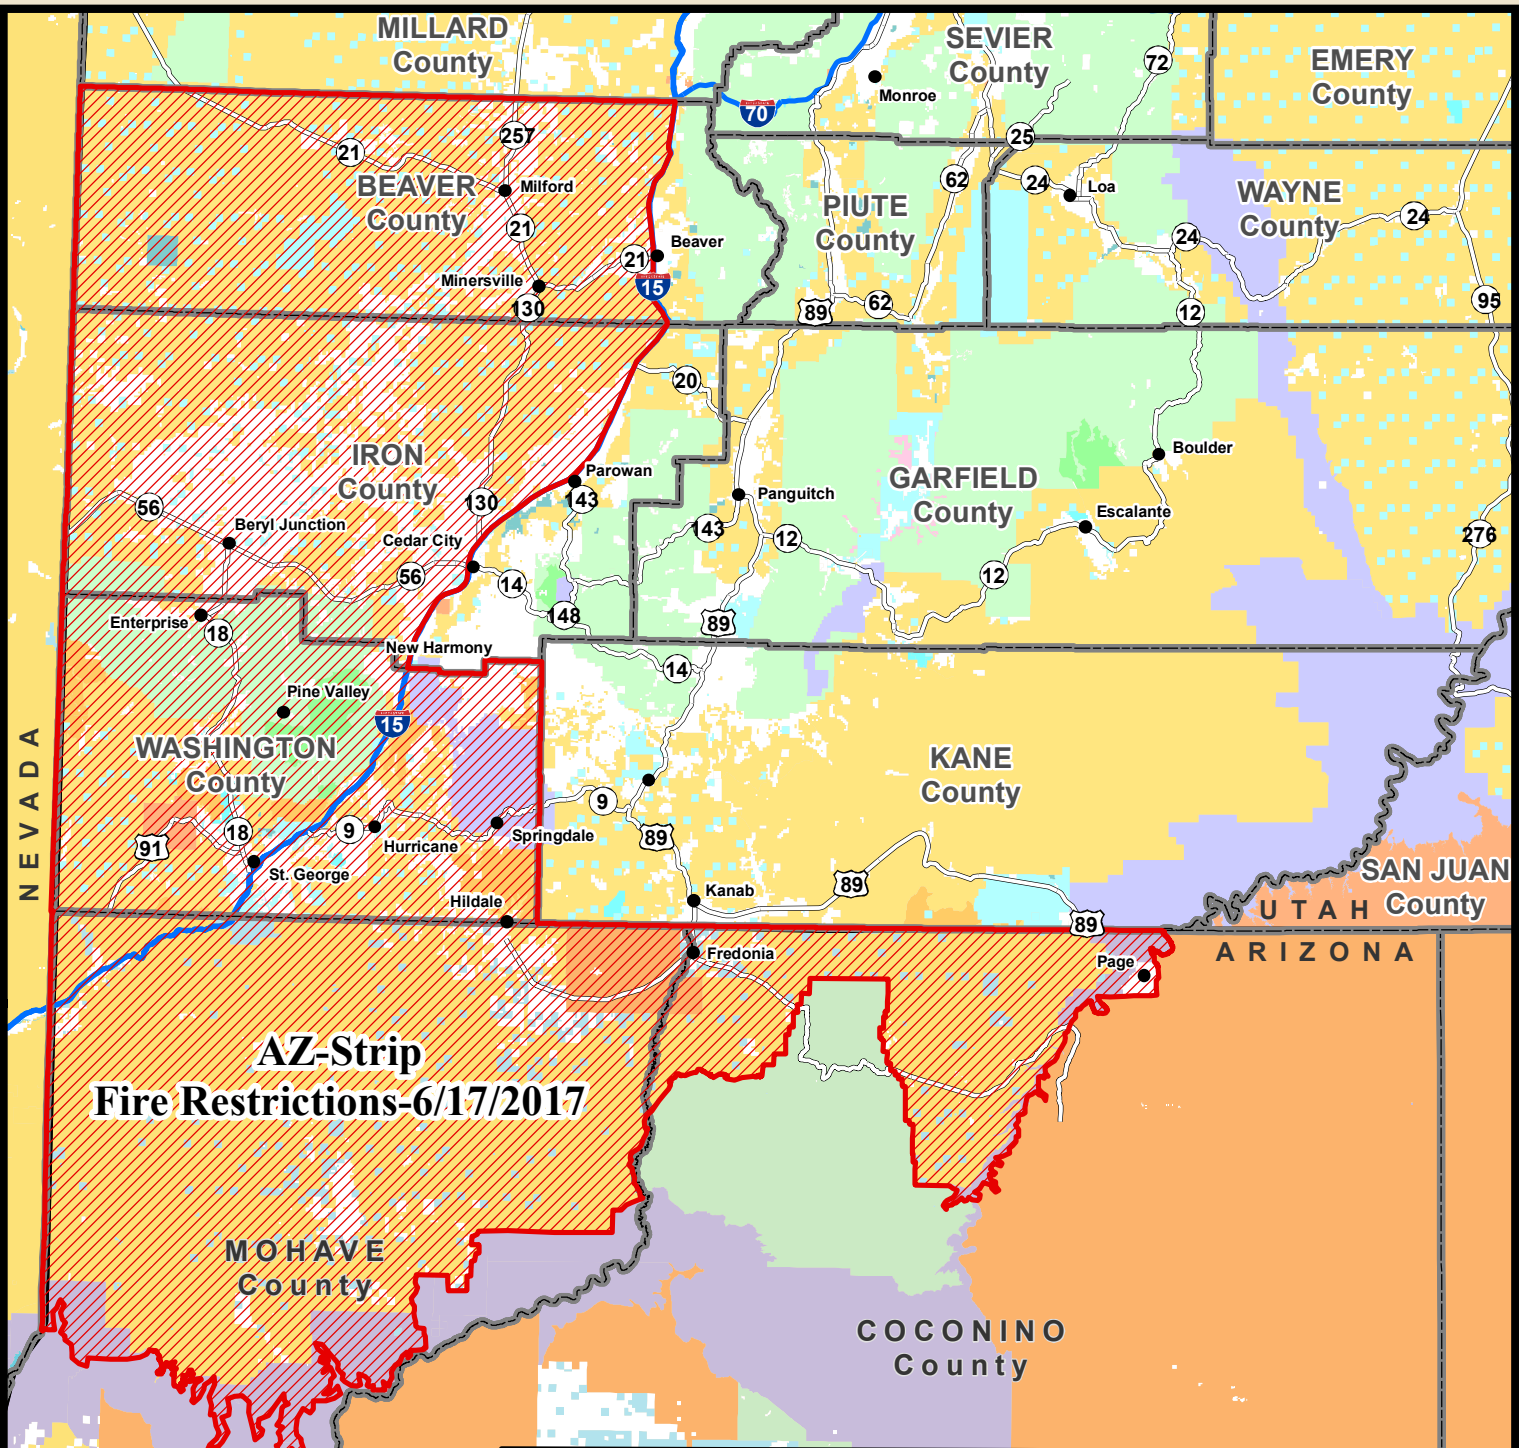 MILLARD
County
SEVIER
County
EMERY
County
72
Monroe
70
257
21
25
BEAVER
County
Milford
62
24
Loa
PIUTE
County
WAYNE
County
24
21
24
Beaver
21
Minersville
15
130
89
62
12
95
20
IRON
County
Parowan
Boulder
GARFIELD
County
Panguitch
56
130
143
Beryl Junction
Cedar City
143
12
Escalante
276
56
14
12
148
Enterprise
18
89
New Harmony
14
Pine Valley
15
WASHINGTON
County
KANE
County
NEVADA
9
18
9
Springdale
89
91
Hurricane
St. George
89
SAN JUAN
County
Kanab
Hildale
UTAH
89
ARIZONA
Fredonia
Page
AZ-Strip
Fire Restrictions-6/17/2017
MOHAVE
County
COCONINO
County